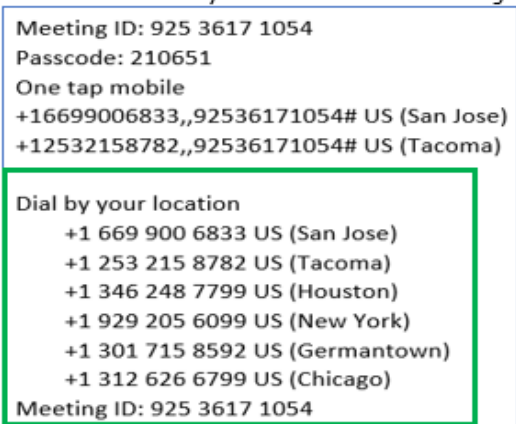 Meeting ID: 925 3617 1054
Passcode: 210651
One tap mobile
+16699006833,,92536171054# US (San Jose)
+12532158782,,92536171054# US (Tacoma)
Dial by your location
+1 669 900 6833 US (San Jose)
+1 253 215 8782 US (Tacoma)
+1 346 248 7799 US (Houston)
+1 929 205 6099 US (New York)
+1 301 715 8592 US (Germantown)
+1 312 626 6799 US (Chicago)
Meeting ID: 925 3617 1054